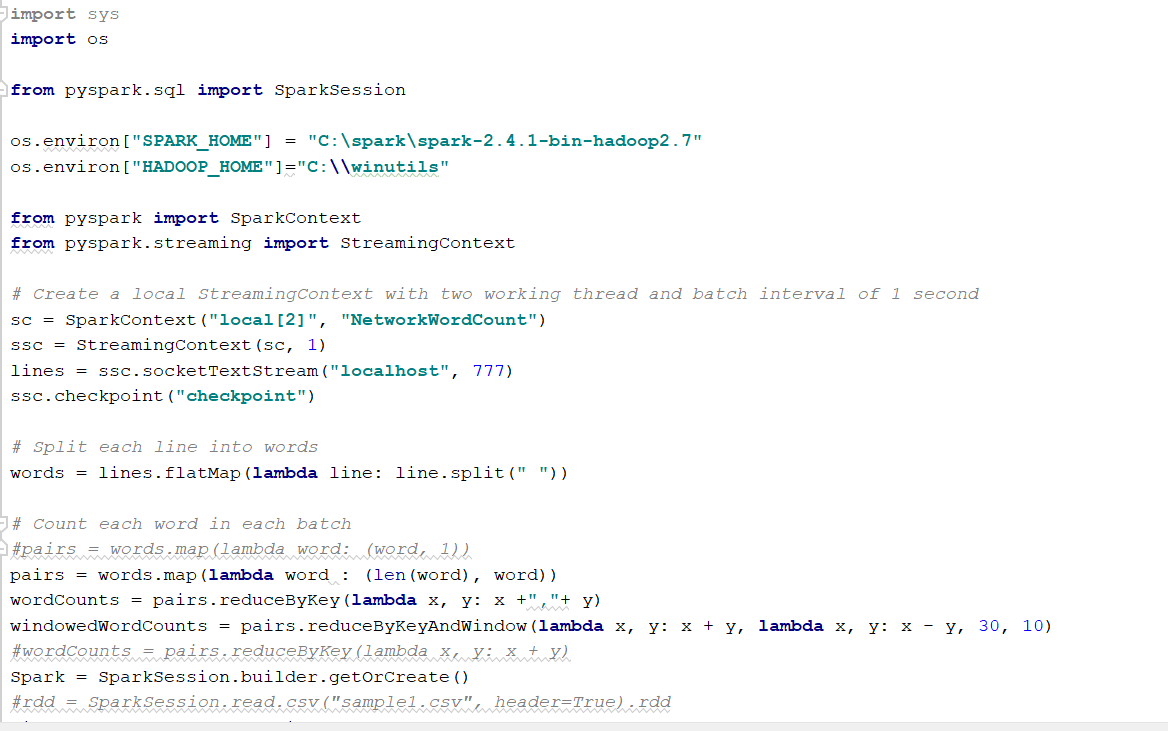 import sys
import os
from pyspark.sql import SparkSession
os.environ["SPARK_HOME"] = "C:\spark\spark-2.4.1-bin-hadoop2.7"
os.environ["HADOOP_HOME"]="C:\\winutils"
from pyspark import SparkContext
from pyspark.streaming import StreamingContext
# Create a local StreamingContext with two working thread and batch interval of 1 second
sc = SparkContext("local[2]", "NetworkWordCount")
ssc = StreamingContext(sc, 1)
lines = ssc.socketTextStream("localhost", 777)
ssc.checkpoint("checkpoint")
# Split each line into words
words = lines.flatMap(lambda line: line.split(" "))
# Count each word in each batch
#pairs = words.map(lambda word: (word, 1))
pairs = words.map(lambda word : (len(word), word))
wordCounts = pairs.reduceByKey(lambda x, y: x +","+ y)
windowedWordCounts = pairs.reduceByKeyAndWindow(lambda x, y: x + y, lambda x, y: x - y, 30, 10)
#wordCounts = pairs.reduceByKey(lambda x, y: x + y)
Spark = SparkSession.builder.getOrCreate()
#rdd = SparkSession.read.csv("sample1.csv", header=True).rdd